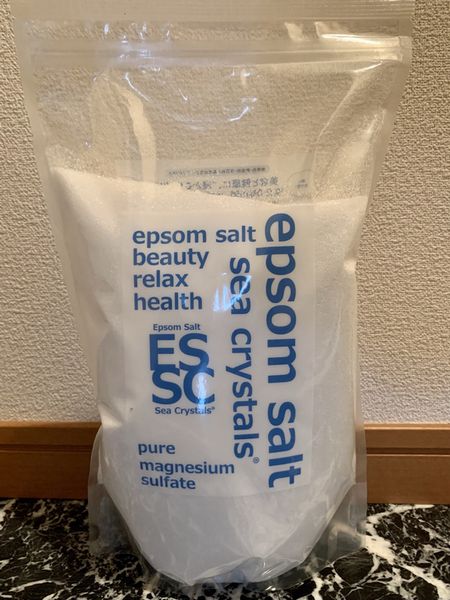 epsom salt
beauty
relax
health
Epsom Salt
ES
SC
Sea Crystals®
pure
magnesium
sulfate
epsom salt
sea crystals®